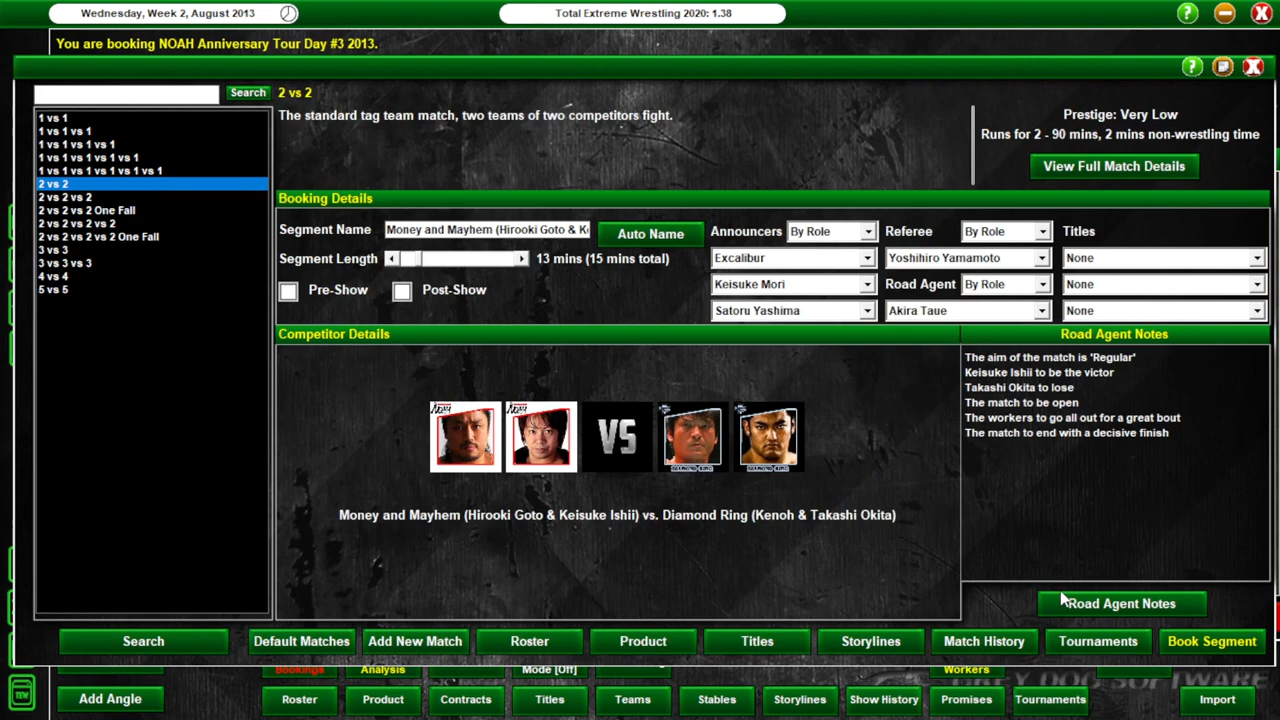 Wednesday, Week 2, August 2013
Total Extreme Wrestling 2020: 1.38
You are booking NOAH Anniversary Tour Day #3 2013.
Search
2 vs 2
The standard tag team match, two teams of two competitors fight.
Prestige: Very Low
Runs for 2 - 90 mins, 2 mins non-wrestling time
View Full Match Details
1 vs 1
1 vs 1 vs 1
1 vs 1 vs 1 vs 1
1 vs 1 vs 1 vs 1 vs 1
1 vs 1 vs 1 vs 1 vs 1 vs 1
2 vs 2
2 vs 2 vs 2
2 vs 2 vs 2 One Fall
2 vs 2 vs 2 vs 2
2 vs 2 vs 2 vs 2 One Fall
3 vs 3
3 vs 3 vs 3
4 vs 4
5 vs 5
Booking Details
Segment Name Money and Mayhem (Hirooki Goto & K Auto Name Announcers By Role Referee By Role Titles
Segment Length 13 mins (15 mins total) Excalibur Yoshihiro Yamamoto None
Pre-Show Post-Show Keisuke Mori Road Agent By Role None
Satoru Yashima Akira Taue None
Competitor Details
Road Agent Notes
The aim of the match is 'Regular'
Keisuke Ishii to be the victor
Takashi Okita to lose
The match to be open
The workers to go all out for a great bout
The match to end with a decisive finish
NOAH
NOAH
VS
Money and Mayhem (Hirooki Goto & Keisuke Ishii) vs. Diamond Ring (Kenoh & Takashi Okita)
Road Agent Notes
Search Default Matches Add New Match Roster Product Titles Storylines Match History Tournaments Book Segment
Bookings Analysis Mode [Off] Workers
TEW Add Angle Roster Product Contracts Titles Teams Stables Storylines Show History Promises Tournaments Import